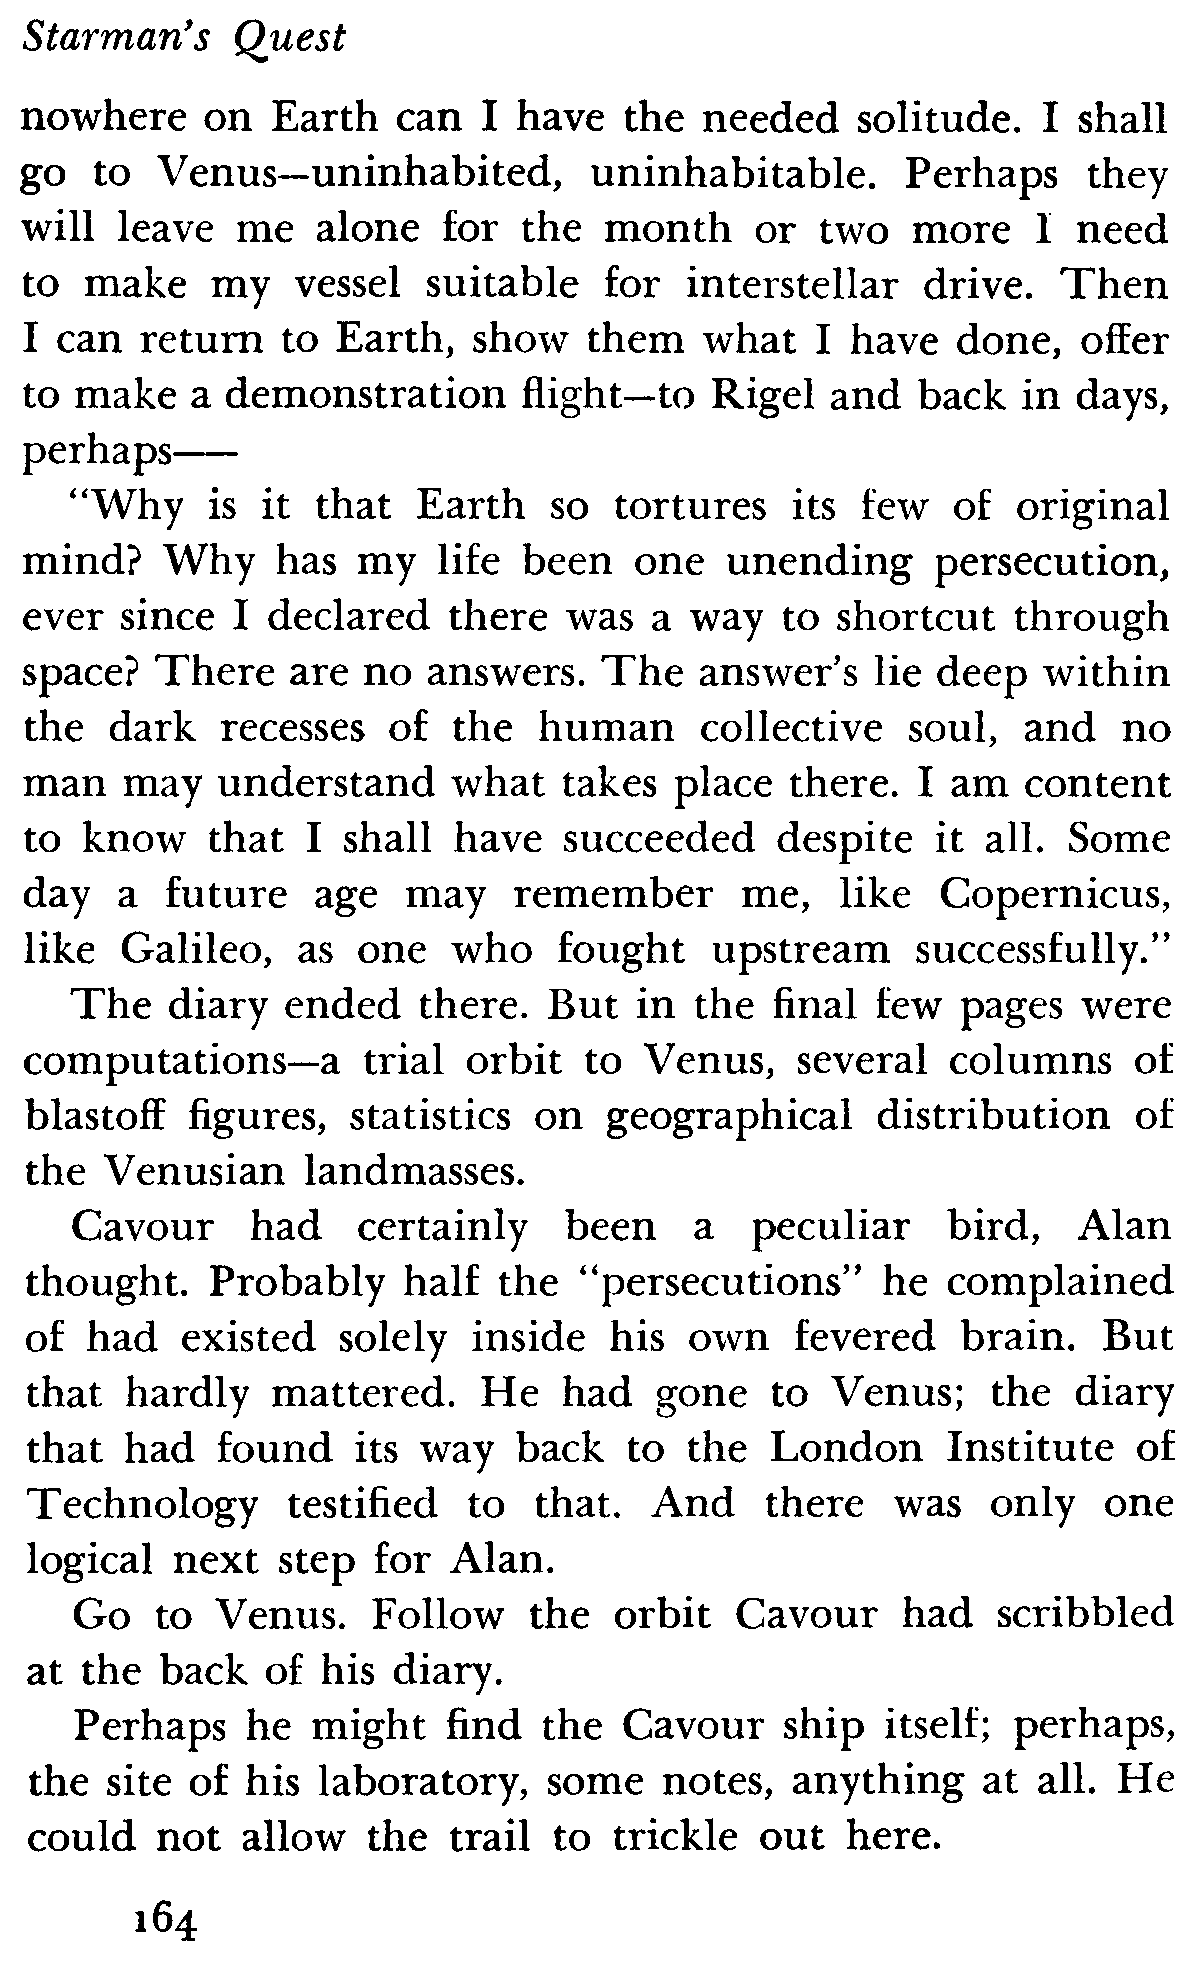 Starman's Quest
nowhere on Earth can I have the needed solitude. I shall
go to Venus—uninhabited, uninhabitable. Perhaps they
will leave me alone for the month or two more I need
to make my vessel suitable for interstellar drive. Then
I can return to Earth, show them what I have done, offer
to make a demonstration flight—to Rigel and back in days,
perhaps——
"Why is it that Earth so tortures its few of original
mind? Why has my life been one unending persecution,
ever since I declared there was a way to shortcut through
space? There are no answers. The answer's lie deep within
the dark recesses of the human collective soul, and no
man may understand what takes place there. I am content
to know that I shall have succeeded despite it all. Some
day a future age may remember me, like Copernicus,
like Galileo, as one who fought upstream successfully."
The diary ended there. But in the final few pages were
computations—a trial orbit to Venus, several columns of
blastoff figures, statistics on geographical distribution of
the Venusian landmasses.
Cavour had certainly been a peculiar bird, Alan
thought. Probably half the "persecutions" he complained
of had existed solely inside his own fevered brain. But
that hardly mattered. He had gone to Venus; the diary
that had found its way back to the London Institute of
Technology testified to that. And there was only one
logical next step for Alan.
Go to Venus. Follow the orbit Cavour had scribbled
at the back of his diary.
Perhaps he might find the Cavour ship itself; perhaps,
the site of his laboratory, some notes, anything at all. He
could not allow the trail to trickle out here.
164